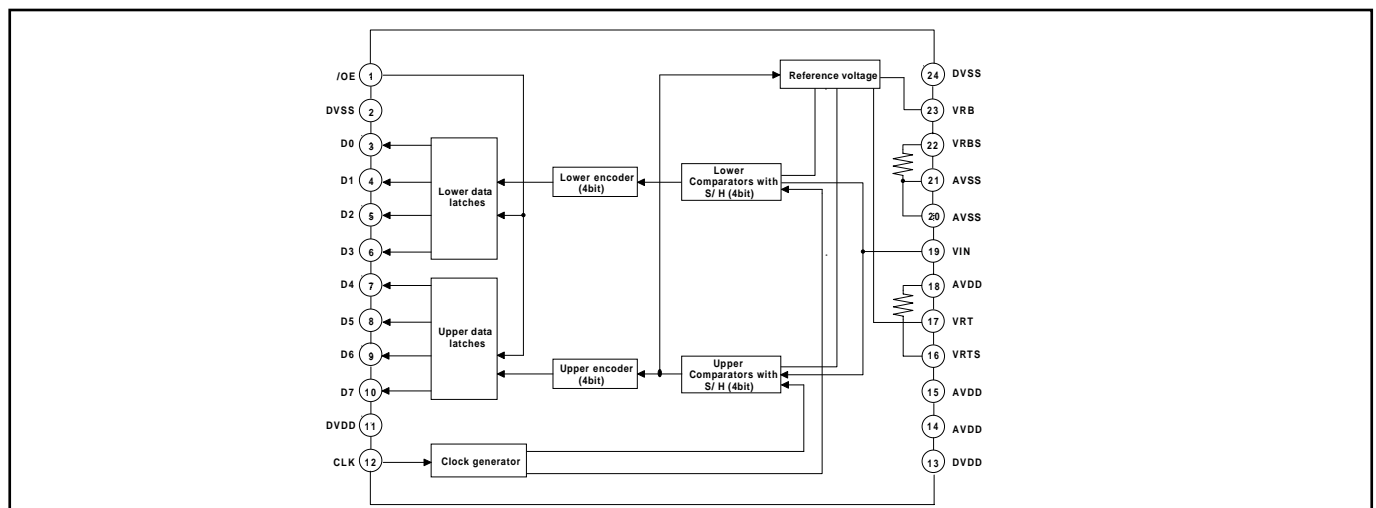 /OE 1
DVSS 2
D0 3
D1 4
D2 5
D3 6
D4 7
D5 8
D6 9
D7 10
DVDD 11
CLK 12
Lower data
latches
Upper data
latches
Clock generator
Lower encoder
(4bit)
Upper encoder
(4bit)
Reference voltage
Lower
Comparators with
S/ H (4bit)
Upper
Comparators with
S/ H (4bit)
24 DVSS
23 VRB
22 VRBS
21 AVSS
20 AVSS
19 VIN
18 AVDD
17 VRT
16 VRTS
15 AVDD
14 AVDD
13 DVDD